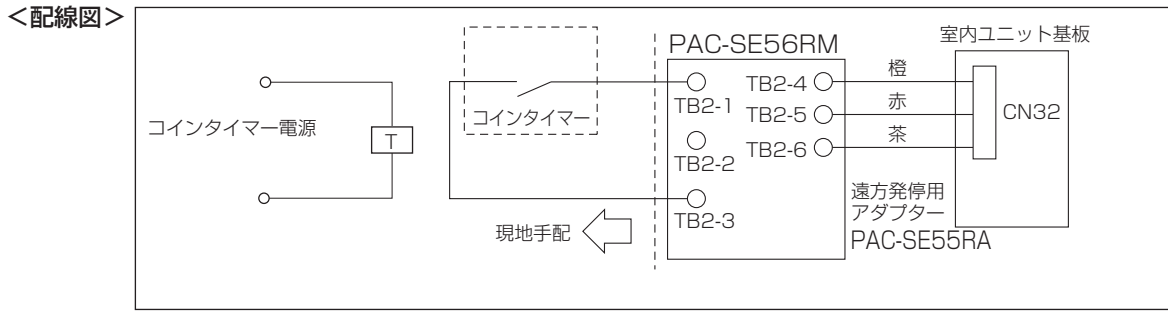 ＜配線図＞
コインタイマー電源
T
コインタイマー
現地手配
PAC-SE56RM
TB2-1
TB2-2
TB2-3
TB2-4
TB2-5
TB2-6
橙
赤
茶
室内ユニット基板
CN32
遠方発停用
アダプター
PAC-SE55RA